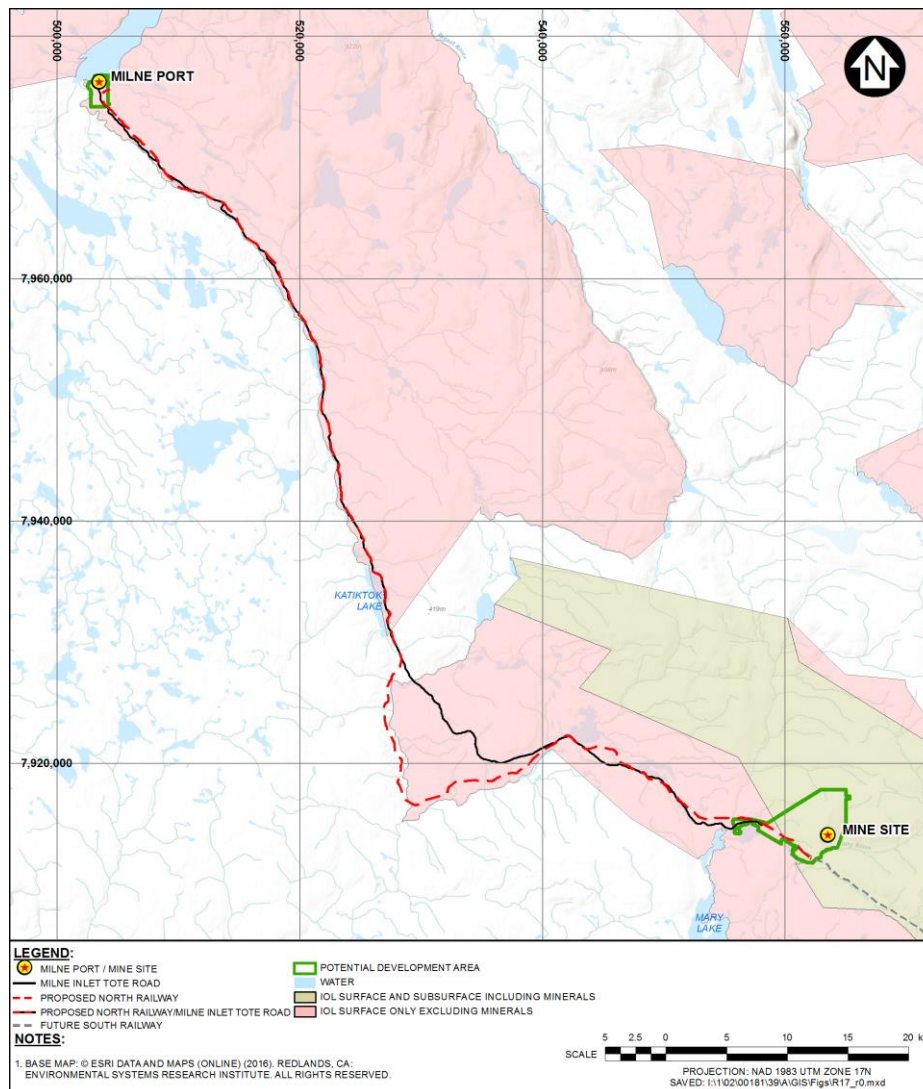 500,000
520,000
540,000
560,000
N
MILNE PORT
7,960,000
7,940,000
KATIKTOK
LAKE
419m
7,920,000
MINE SITE
MARY
LAKE
LEGEND:
MILNE PORT / MINE SITE
MILNE INLET TOTE ROAD
PROPOSED NORTH RAILWAY
PROPOSED NORTH RAILWAY/MILNE INLET TOTE ROAD
FUTURE SOUTH RAILWAY
POTENTIAL DEVELOPMENT AREA
WATER
IOL SURFACE AND SUBSURFACE INCLUDING MINERALS
IOL SURFACE ONLY EXCLUDING MINERALS
NOTES:
1. BASE MAP: © ESRI DATA AND MAPS (ONLINE) (2016). REDLANDS, CA:
ENVIRONMENTAL SYSTEMS RESEARCH INSTITUTE. ALL RIGHTS RESERVED.
5 2.5 0 5 10 15 20 k
SCALE
PROJECTION: NAD 1983 UTM ZONE 17N
SAVED: I:\1\02\00181\39\A\GIS\Figs\R17_r0.mxd